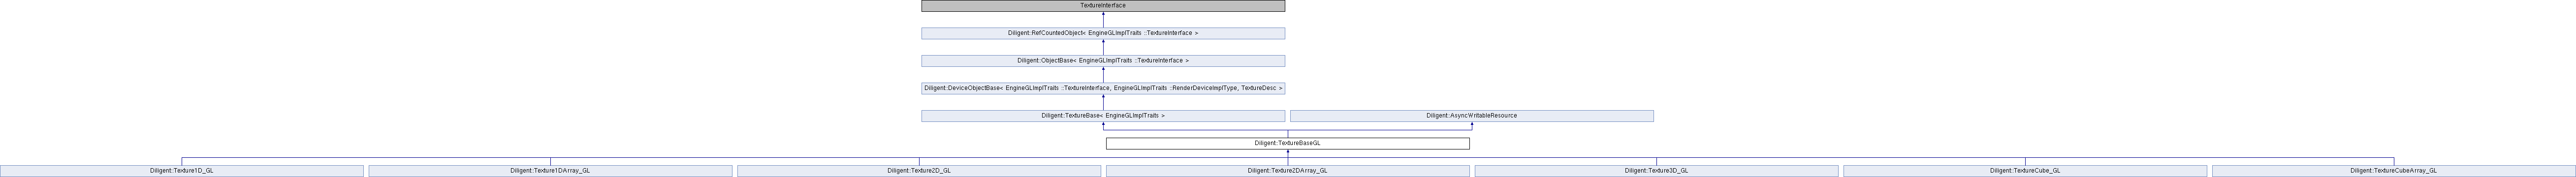 TextureInterface
Diligent::RefCountedObject< EngineGLImplTraits ::TextureInterface >
Diligent::ObjectBase< EngineGLImplTraits ::TextureInterface >
Diligent::DeviceObjectBase< EngineGLImplTraits ::TextureInterface, EngineGLImplTraits ::RenderDeviceImplType, TextureDesc >
Diligent::TextureBase< EngineGLImplTraits >
Diligent::AsyncWritableResource
Diligent::TextureBaseGL
Diligent::Texture1D_GL
Diligent::Texture1DArray_GL
Diligent::Texture2D_GL
Diligent::Texture2DArray_GL
Diligent::Texture3D_GL
Diligent::TextureCube_GL
Diligent::TextureCubeArray_GL